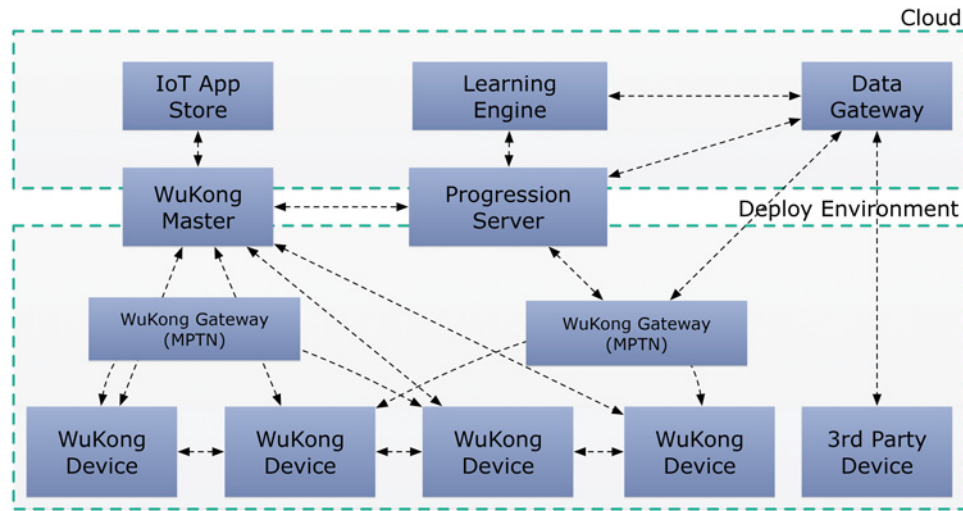 Cloud
IoT App
Store
Learning
Engine
Data
Gateway
WuKong
Master
Progression
Server
Deploy Environment
WuKong Gateway
(MPTN)
WuKong Gateway
(MPTN)
WuKong
Device
WuKong
Device
WuKong
Device
WuKong
Device
3rd Party
Device